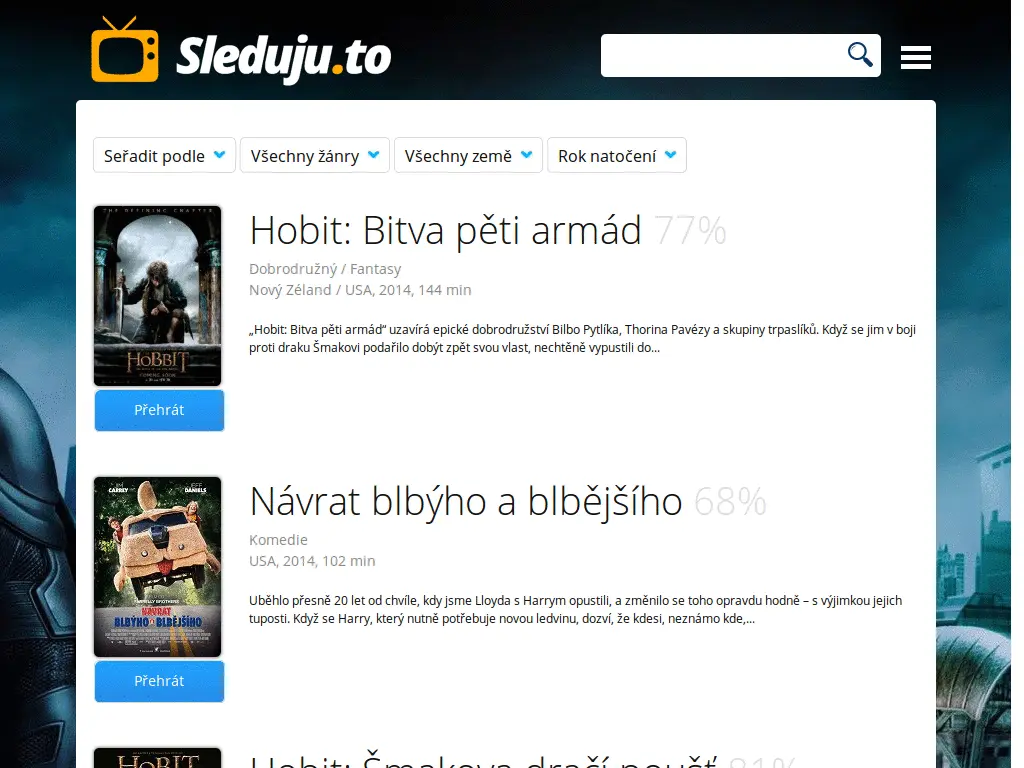 Sleduju.to
Seřadit podle
Všechny žánry
Všechny země
Rok natočení
THE DEFINING CHAPTER
HOBBIT
Hobit: Bitva pěti armád 77%
Dobrodružný / Fantasy
Nový Zéland / USA, 2014, 144 min
„Hobit: Bitva pěti armád“ uzavírá epické dobrodružství Bilbo Pytlíka, Thorina Pavézy a skupiny trpaslíků. Když se jim v boji
proti draku Šmakovi podařilo dobýt zpět svou vlast, nechtěně vypustili do...
Přehrát
JIM CARREY
JEFF DANIELS
NÁVRAT
BLBÝHO A BLBĚJŠÍHO
Návrat blbýho a blbějšího 68%
Komedie
USA, 2014, 102 min
Uběhlo přesně 20 let od chvíle, kdy jsme Lloyda s Harrym opustili, a změnilo se toho opravdu hodně – s výjimkou jejich
tuposti. Když se Harry, který nutně potřebuje novou ledvinu, dozví, že kdesi, neznámo kde,...
Přehrát
HOBBIT
Hobit: Šmakova dračí poušť 81%